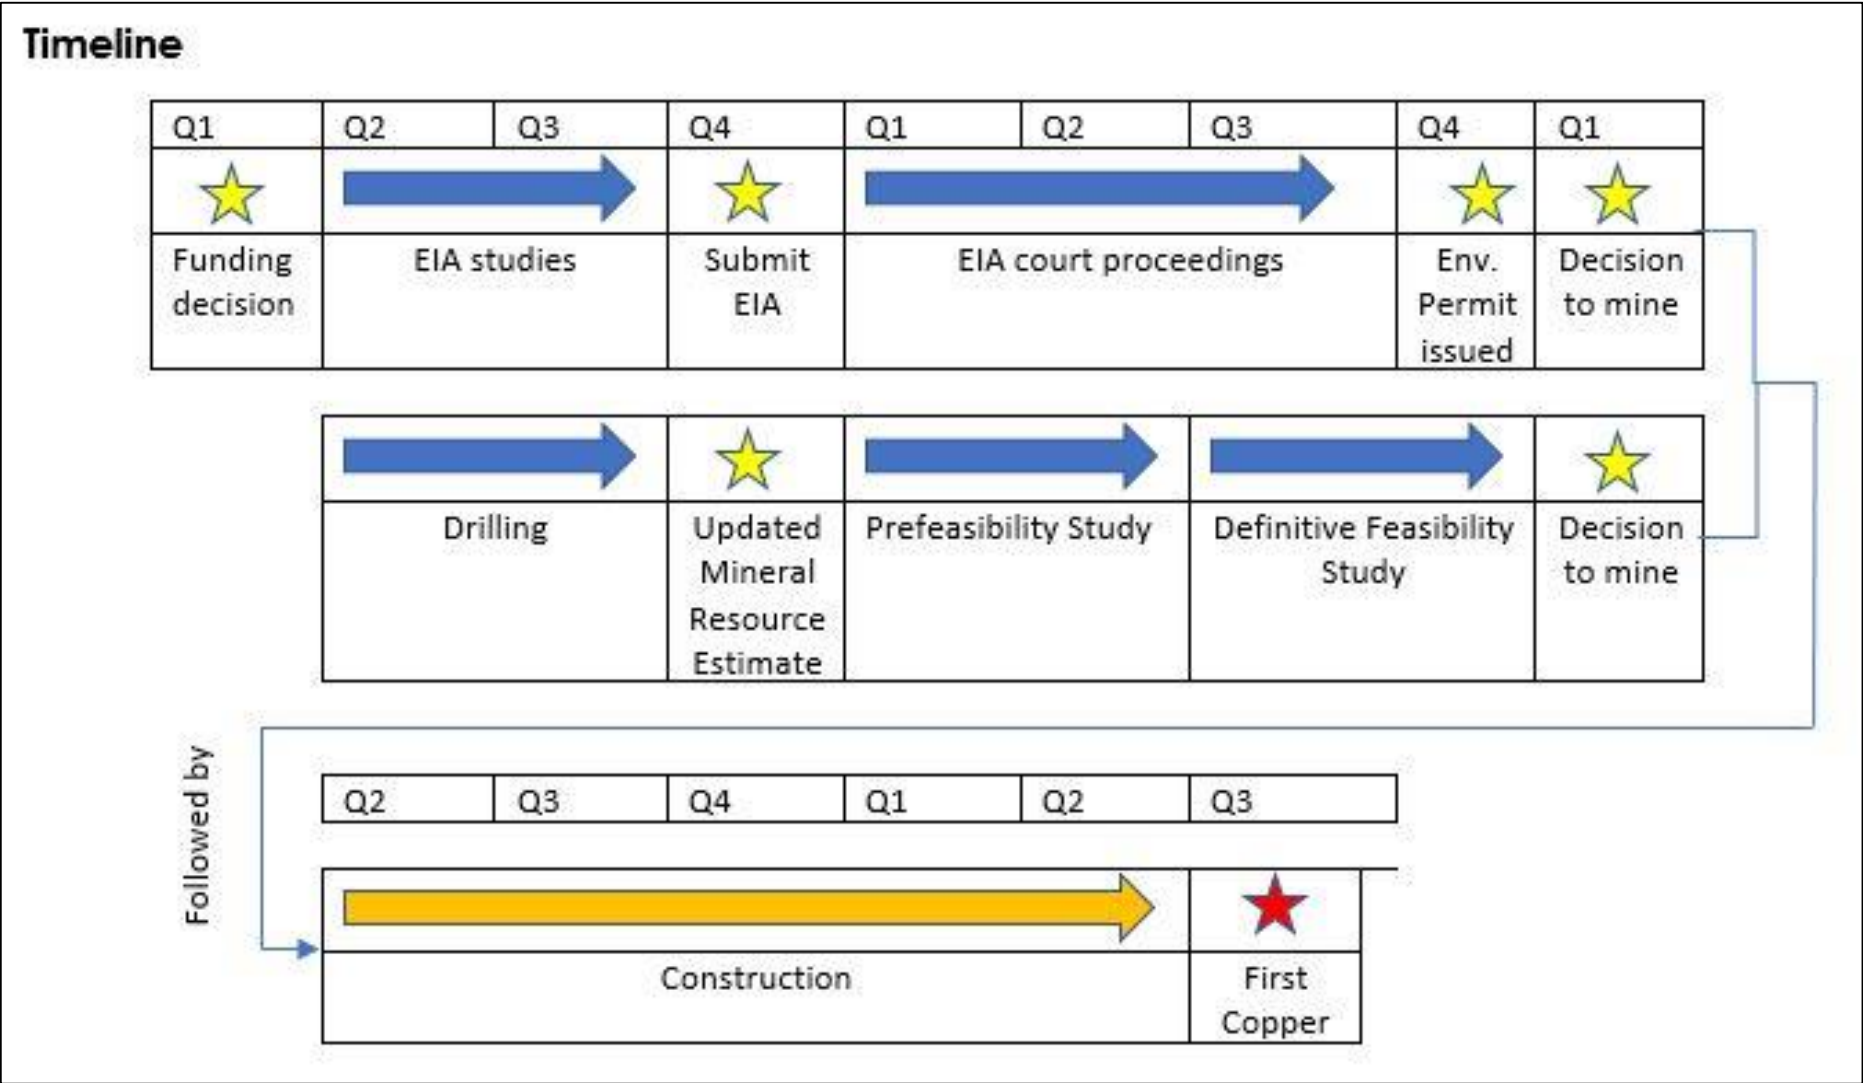 Timeline
Q1 Q2 Q3 Q4 Q1 Q2 Q3 Q4 Q1
Funding
decision
EIA studies
Submit
EIA
EIA court proceedings
Env.
Permit
issued
Decision
to mine
Drilling
Updated
Mineral
Resource
Estimate
Prefeasibility Study
Definitive Feasibility
Study
Decision
to mine
Followed by
Q2 Q3 Q4 Q1 Q2 Q3
Construction
First
Copper